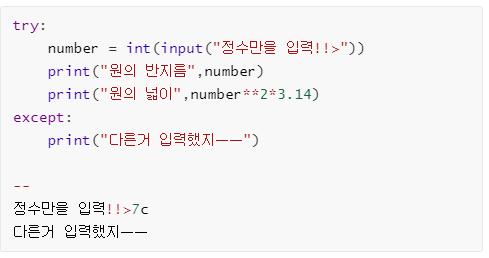 try:
    number = int(input("정수만을 입력!!>"))
    print("원의 반지름",number)
    print("원의 넓이",number**2*3.14)
except:
    print("다른거 입력했지ㅡㅡ")
--
정수만을 입력!!>7c
다른거 입력했지ㅡㅡ